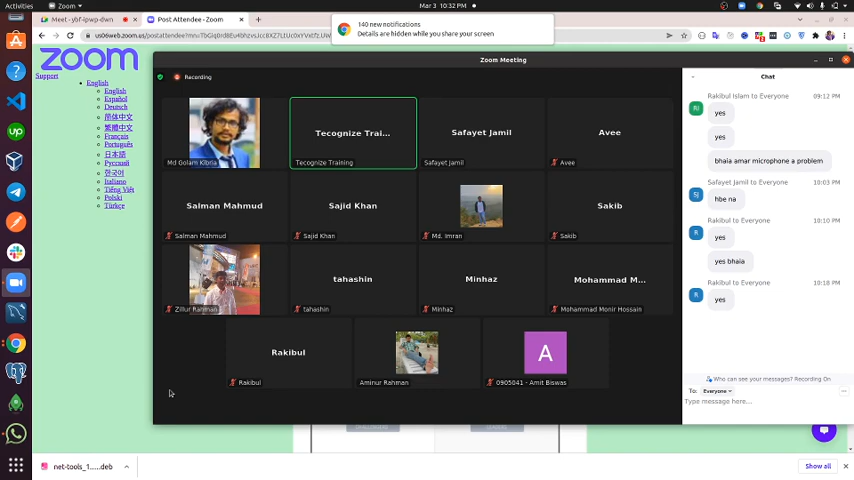 Activities
Zoom
Mar 3 10:32 PM
Meet - ybf-ipwp-dwn
Post Attendee - Zoom
140 new notifications
Details are hidden while you share your screen
zoom
Support
English
English
Español
Deutsch
简体中文
繁體中文
Français
Português
日本語
Русский
한국어
Italiano
Tiếng Việt
Polski
Türkçe
Zoom Meeting
Recording
Md Golam Kibria
Tecognize Trai...
Tecognize Training
Safayet Jamil
Safayet Jamil
Avee
Avee
Salman Mahmud
Salman Mahmud
Sajid Khan
Sajid Khan
Md. Imran
Sakib
Sakib
Zillur Rahman
tahashin
tahashin
Minhaz
Minhaz
Mohammad M...
Mohammad Monir Hossain
Rakibul
Rakibul
Aminur Rahman
A
0905041 - Amit Biswas
Chat
Rakibul Islam to Everyone 09:12 PM
RI
yes
yes
bhaia amar microphone a problem
Safayet Jamil to Everyone 10:03 PM
SJ
hbe na
Rakibul to Everyone 10:10 PM
R
yes
yes bhaia
Rakibul to Everyone 10:18 PM
R
yes
Who can see your messages? Recording On
To: Everyone
Type message here...
net-tools_1.....deb
Show all